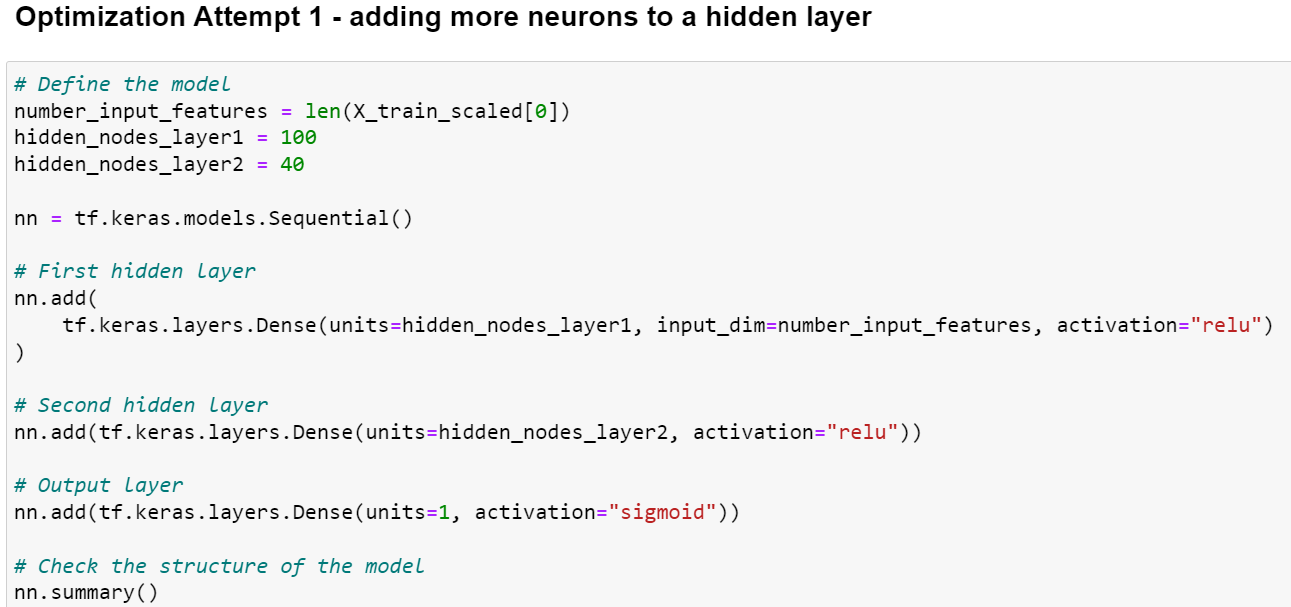 Optimization Attempt 1 - adding more neurons to a hidden layer
# Define the model
number_input_features = len(X_train_scaled[0])
hidden_nodes_layer1 = 100
hidden_nodes_layer2 = 40
nn = tf.keras.models.Sequential()
# First hidden layer
nn.add(
    tf.keras.layers.Dense(units=hidden_nodes_layer1, input_dim=number_input_features, activation="relu")
)
# Second hidden layer
nn.add(tf.keras.layers.Dense(units=hidden_nodes_layer2, activation="relu"))
# Output layer
nn.add(tf.keras.layers.Dense(units=1, activation="sigmoid"))
# Check the structure of the model
nn.summary()